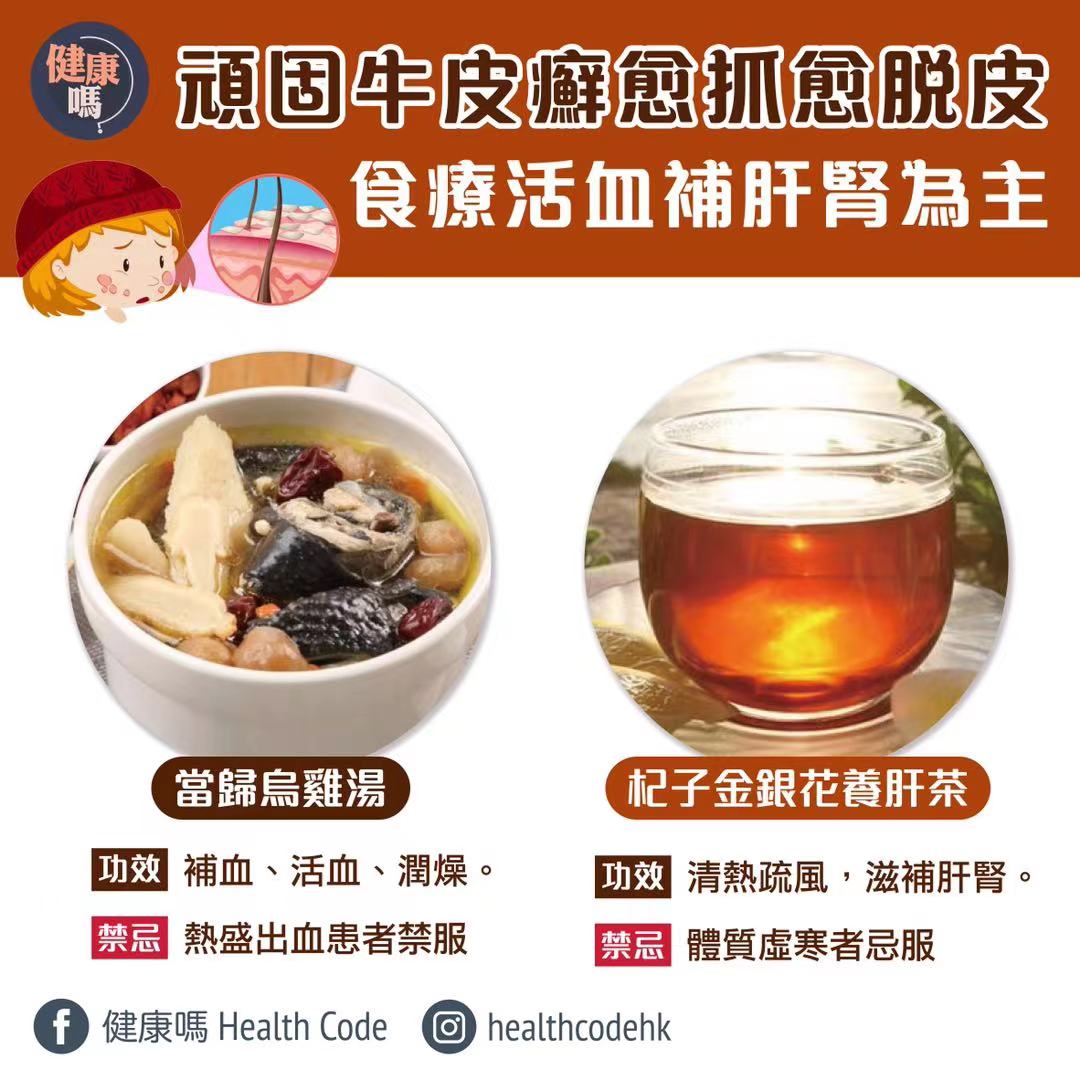 健康嗎?
頑固牛皮癬愈抓愈脫皮
食療活血補肝腎為主
當歸烏雞湯
功效 補血、活血、潤燥。
禁忌 熱盛出血患者禁服
杞子金銀花養肝茶
功效 清熱疏風，滋補肝腎。
禁忌 體質虛寒者忌服
健康嗎 Health Code
healthcodehk